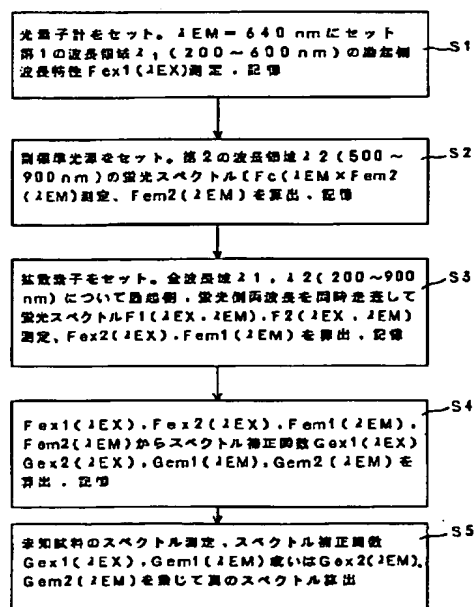 光量子計をセット。λEM＝640nmにセット
第1の波長領域λ1(200～600nm)の励起側
波長特性Fex1(λEX)測定．記憶
S1
副標準光源をセット。第2の波長領域λ2(500～
900nm)の蛍光スペクトル(Fc(λEM×Fem2
(λEM)測定、Fem2(λEM)を算出．記憶
S2
拡散素子をセット。全波長域λ1，λ2(200～900
nm)について励起側．蛍光側両波長を同時走査して
蛍光スペクトルF1(λEX．λEM)．F2(λEX．λEM)
測定、Fex2(λEX)．Fem1(λEM)を算出．記憶
S3
Fex1(λEX)．Fex2(λEX)．Fem1(λEM)．
Fem2(λEM)からスペクトル補正関数Gex1(λEX)
Gex2(λEX)．Gem1(λEM)．Gem2(λEM)を
算出．記憶
S4
未知試料のスペクトル測定．スペクトル補正関数
Gex1(λEX)．Gem1(λEM)或いはGex2(λEM)．
Gem2(λEM)を乗じて真のスペクトル算出
S5